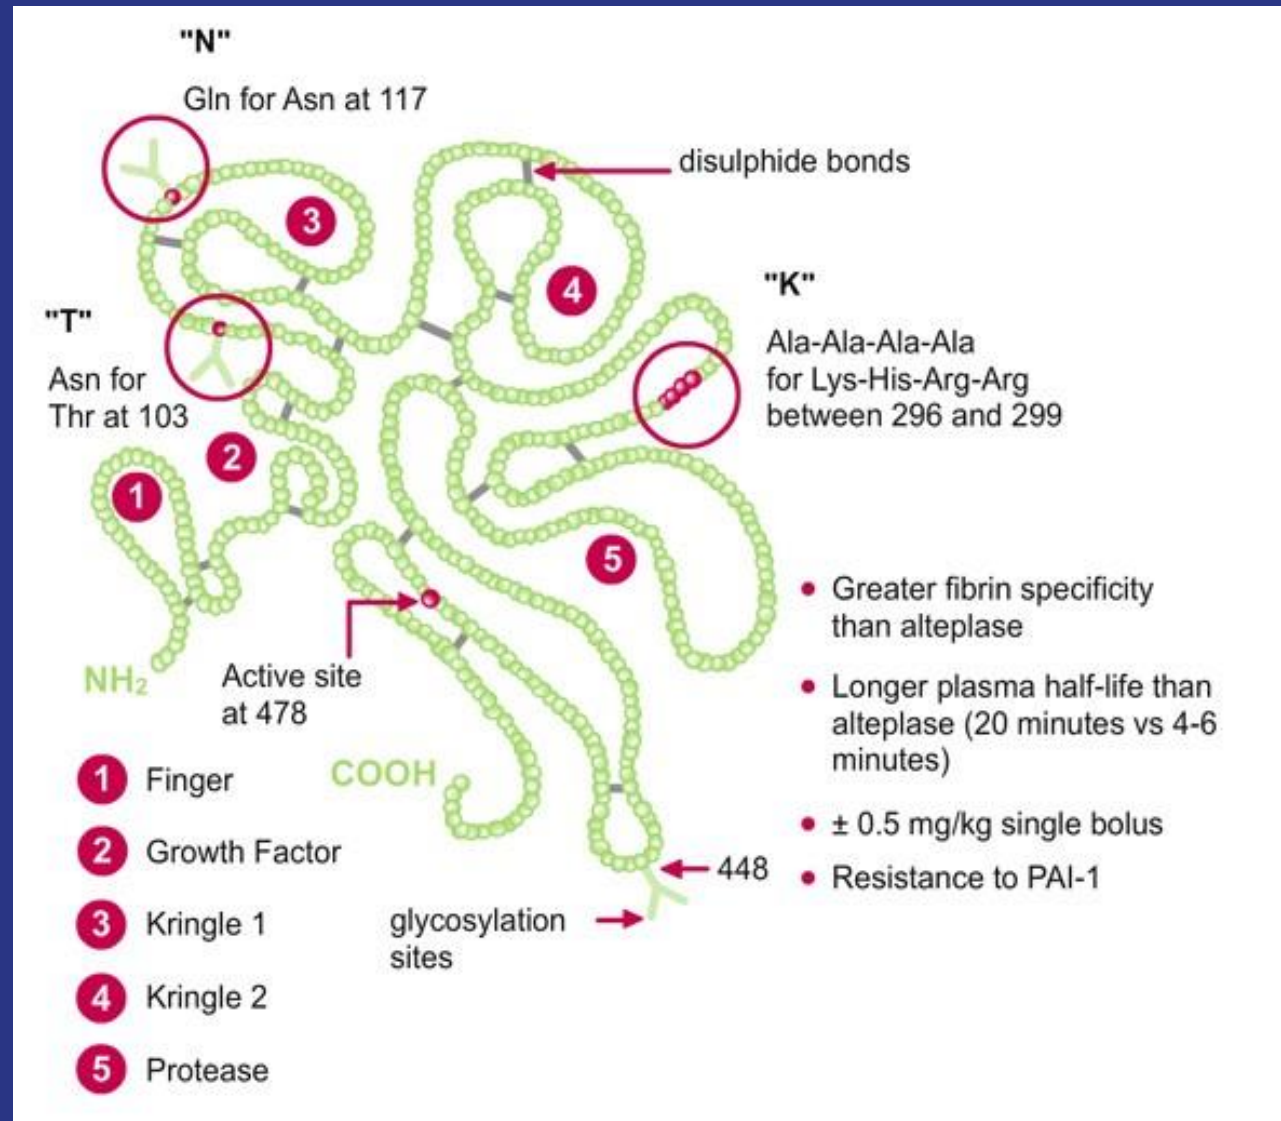 "N"
Gln for Asn at 117
disulphide bonds
3
4
"K"
"T"
Ala-Ala-Ala-Ala
for Lys-His-Arg-Arg
between 296 and 299
Asn for
Thr at 103
2
1
5
NH₂
Active site
at 478
• Greater fibrin specificity
than alteplase
• Longer plasma half-life than
alteplase (20 minutes vs 4-6
minutes)
• ± 0.5 mg/kg single bolus
• Resistance to PAI-1
COOH
448
glycosylation
sites
1 Finger
2 Growth Factor
3 Kringle 1
4 Kringle 2
5 Protease